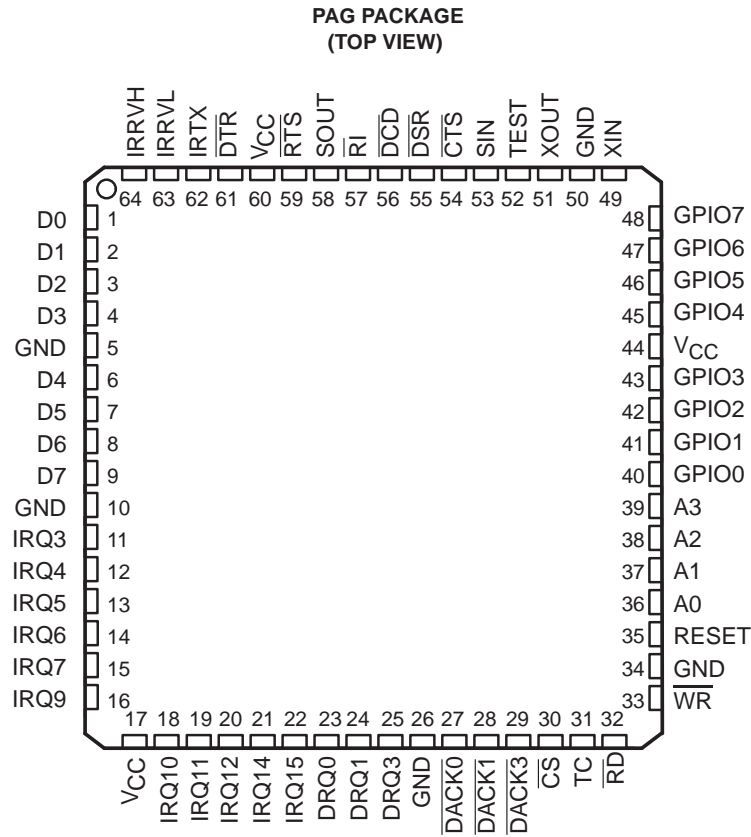 PAG PACKAGE
(TOP VIEW)
IRRVH
IRRVL
IRTX
DTR
VCC
RTS
SOUT
RI
DCD
DSR
CTS
SIN
TEST
XOUT
GND
XIN
64 63 62 61 60 59 58 57 56 55 54 53 52 51 50 49
D0 1
D1 2
D2 3
D3 4
GND 5
D4 6
D5 7
D6 8
D7 9
GND 10
IRQ3 11
IRQ4 12
IRQ5 13
IRQ6 14
IRQ7 15
IRQ9 16
48 GPIO7
47 GPIO6
46 GPIO5
45 GPIO4
44 VCC
43 GPIO3
42 GPIO2
41 GPIO1
40 GPIO0
39 A3
38 A2
37 A1
36 A0
35 RESET
34 GND
33 WR
17 18 19 20 21 22 23 24 25 26 27 28 29 30 31 32
VCC
IRQ10
IRQ11
IRQ12
IRQ14
IRQ15
DRQ0
DRQ1
DRQ3
GND
DACK0
DACK1
DACK3
CS
TC
RD